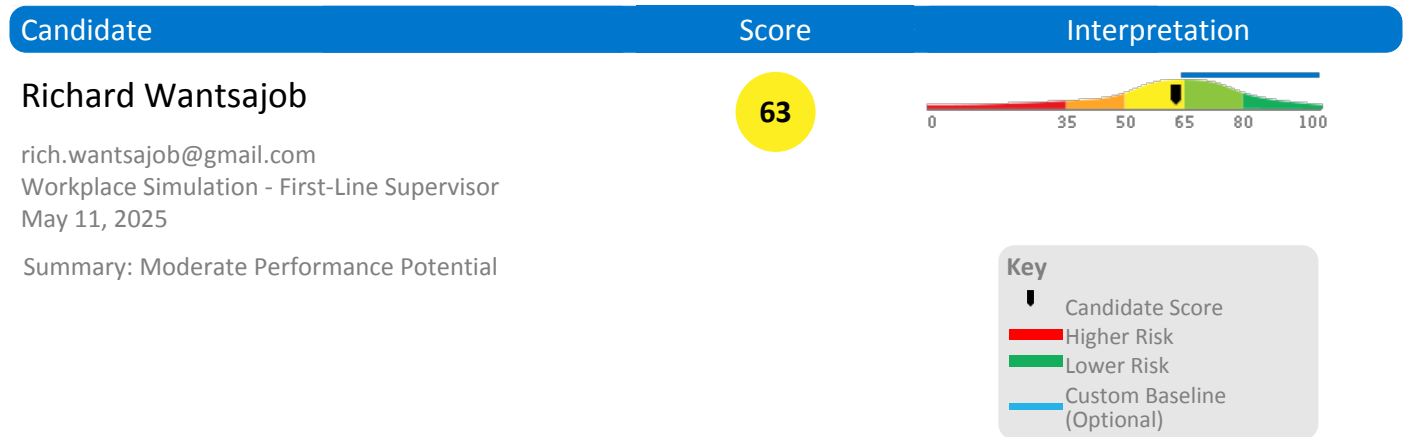 Candidate Score Interpretation
Richard Wantsajob
63
0 35 50 65 80 100
rich.wantsajob@gmail.com
Workplace Simulation - First-Line Supervisor
May 11, 2025
Summary: Moderate Performance Potential
Key
Candidate Score
Higher Risk
Lower Risk
Custom Baseline
(Optional)